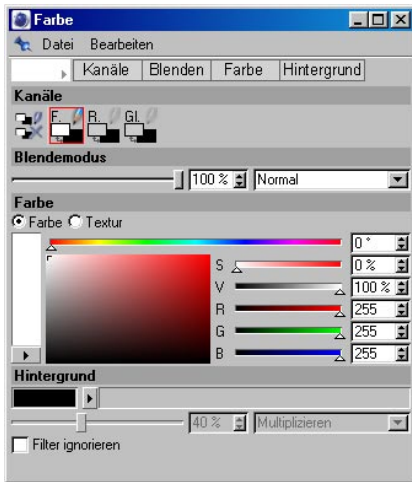 Farbe
Datei Bearbeiten
Kanäle Blenden Farbe Hintergrund
Kanäle
F. R. Gl.
Blendemodus
100 % Normal
Farbe
Farbe Textur
0 °
S 0 %
V 100 %
R 255
G 255
B 255
Hintergrund
40 % Multiplizieren
Filter ignorieren